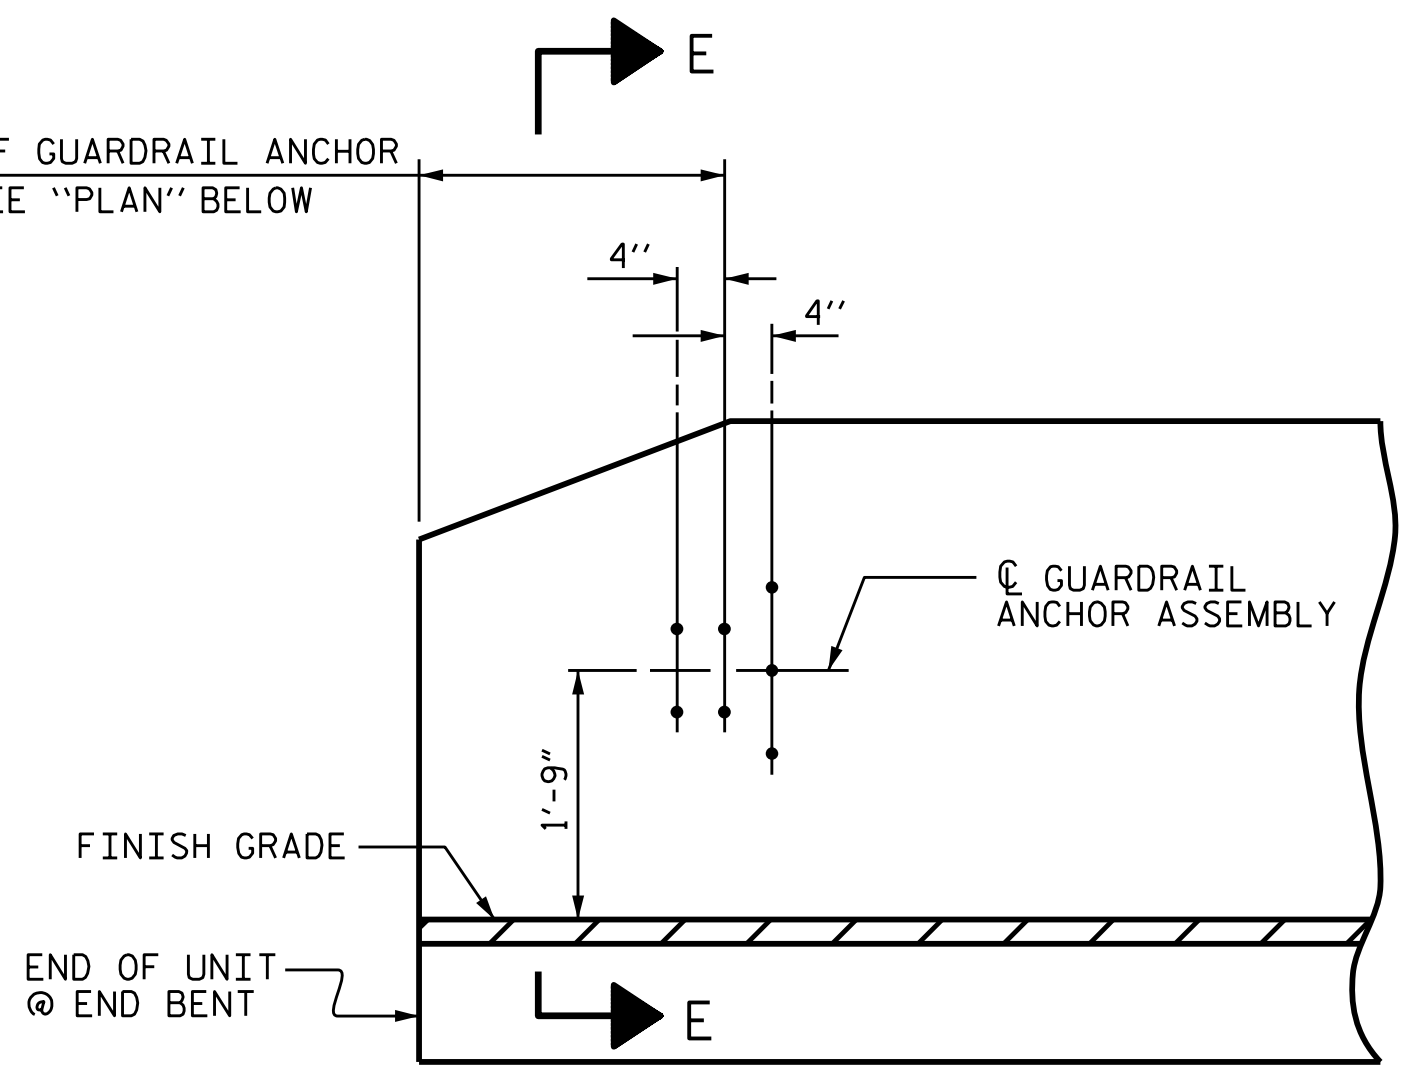 E
GUARDRAIL ANCHOR
"PLAN" BELOW
4"
4"
℄ GUARDRAIL
ANCHOR ASSEMBLY
1'-9"
FINISH GRADE
END OF UNIT
@ END BENT
E